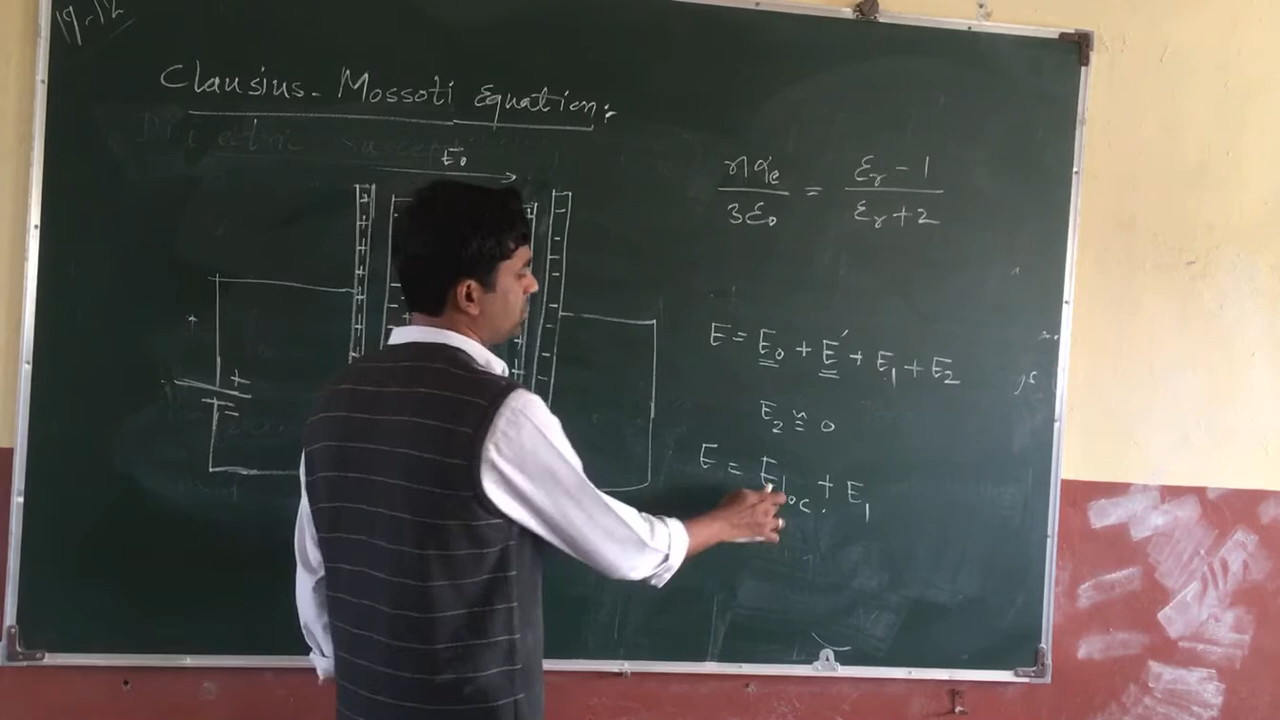 19-12
Clausius-Mossoti Equation:
E₀
nαe/3ε₀ = εr-1/εr+2
E = E₀ + E′ + E₁ + E₂
E₂ ≅ 0
E = Eloc + E₁